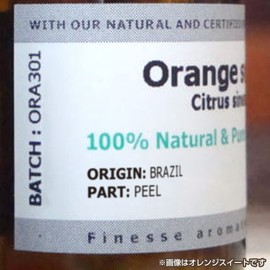 WITH OUR NATURAL AND CERTIFIED
BATCH : ORA301
Orange
Citrus
100% Natural &
ORIGIN: BRAZIL
PART: PEEL
Finesse
※画像はオレンジスイートです